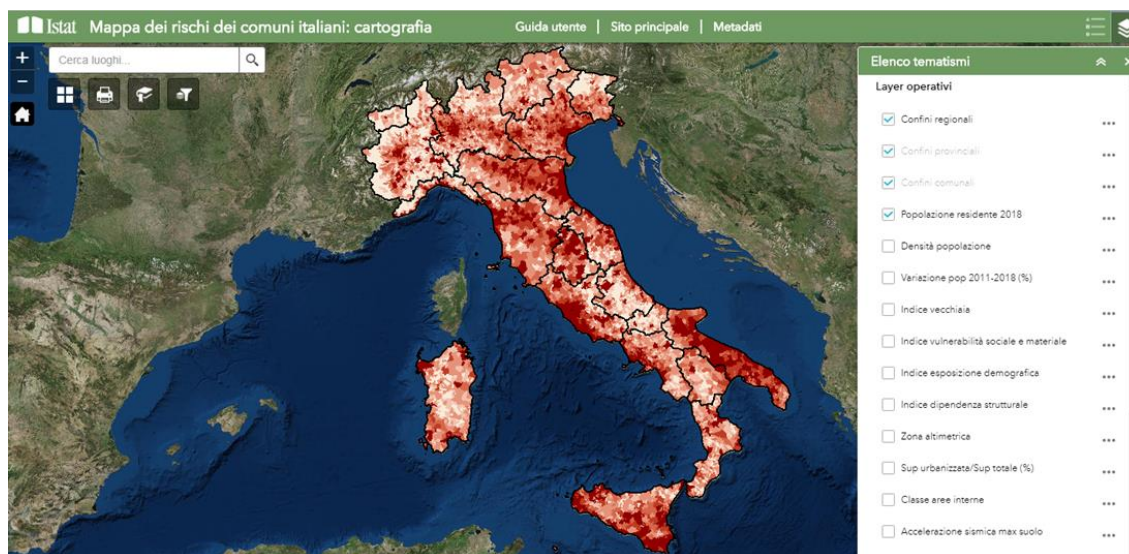 Istat Mappa dei rischi dei comuni italiani: cartografia
Guida utente | Sito principale | Metadati
Cerca luoghi...
Elenco tematismi
Layer operativi
Confini regionali
Confini provinciali
Confini comunali
Popolazione residente 2018
Densità popolazione
Variazione pop 2011-2018 (%)
Indice vecchiaia
Indice vulnerabilità sociale e materiale
Indice esposizione demografica
Indice dipendenza strutturale
Zona altimetrica
Sup urbanizzata/Sup totale (%)
Classe aree interne
Accelerazione sismica max suolo